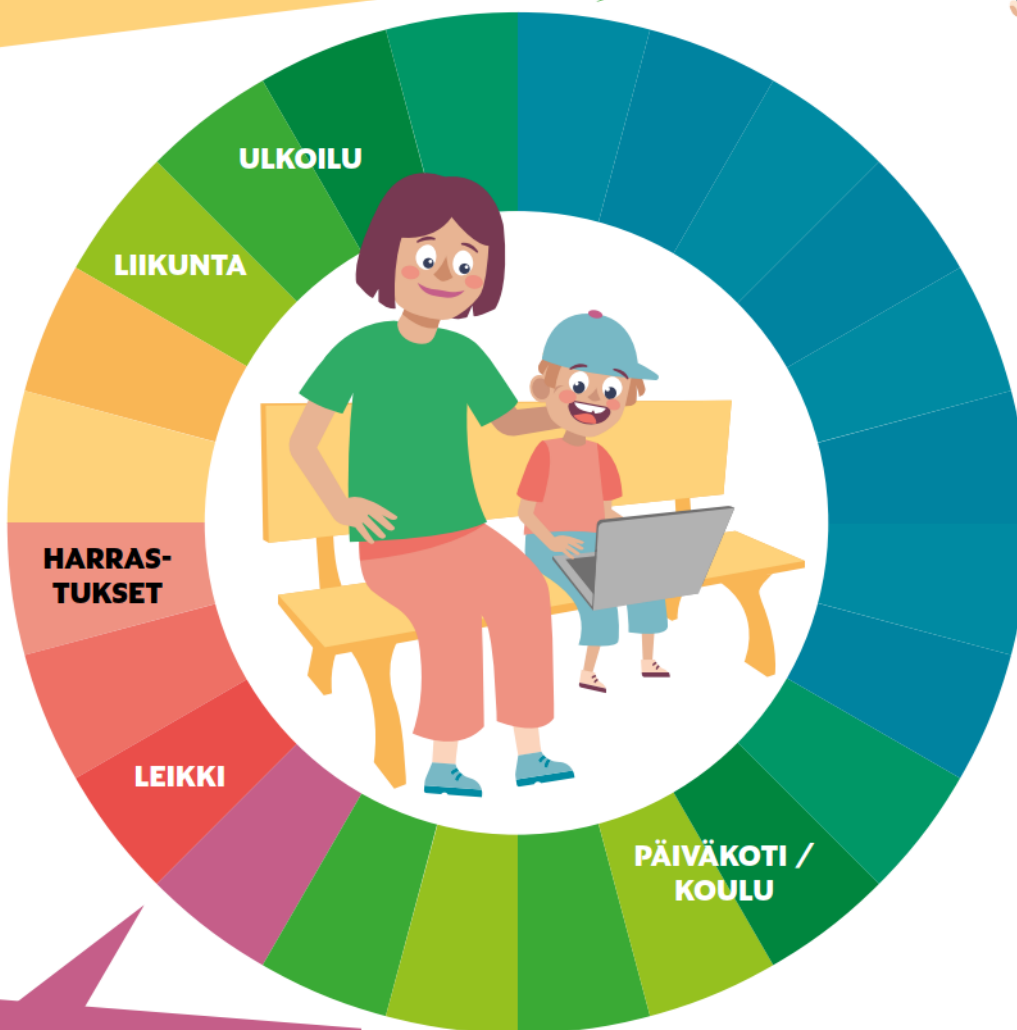 ULKOILU
LIIKUNTA
HARRAS-
TUKSET
LEIKKI
PÄIVÄKOTI /
KOULU